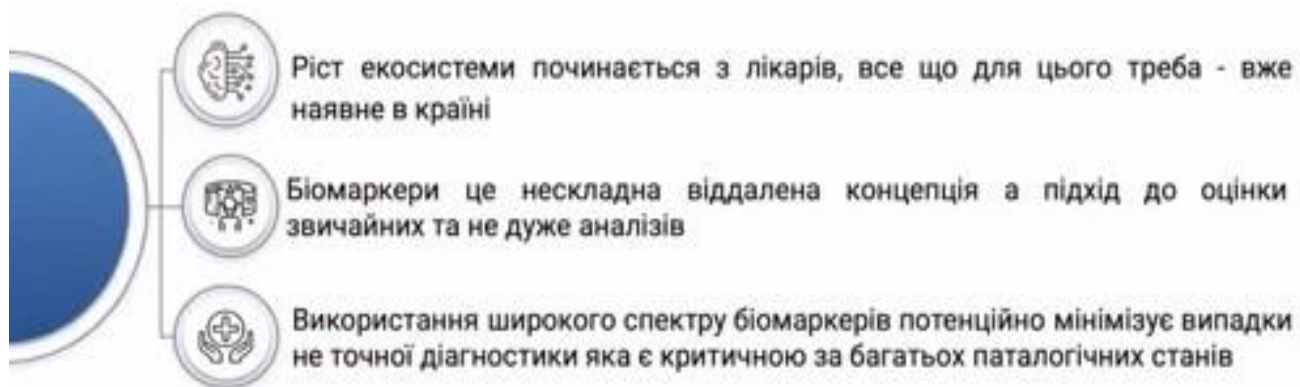 Ріст екосистеми починається з лікарів, все що для цього треба - вже
наявне в країні
Біомаркери це нескладна віддалена концепція а підхід до оцінки
звичайних та не дуже аналізів
Використання широкого спектру біомаркерів потенційно мінімізує випадки
не точної діагностики яка є критичною за багатьох паталогічних станів